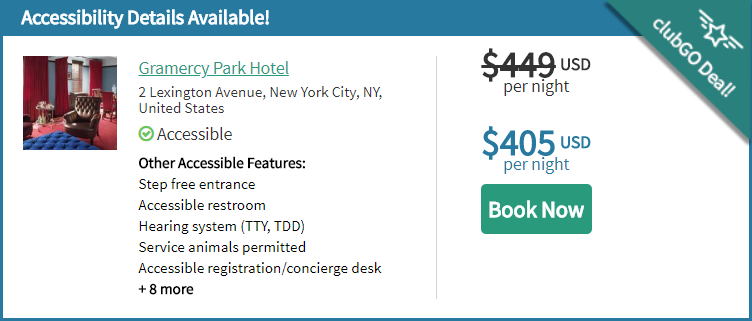 Accessibility Details Available!
clubGO Deal!
Gramercy Park Hotel
2 Lexington Avenue, New York City, NY,
United States
Accessible
Other Accessible Features:
Step free entrance
Accessible restroom
Hearing system (TTY, TDD)
Service animals permitted
Accessible registration/concierge desk
+ 8 more
$449 USD
per night
$405 USD
per night
Book Now